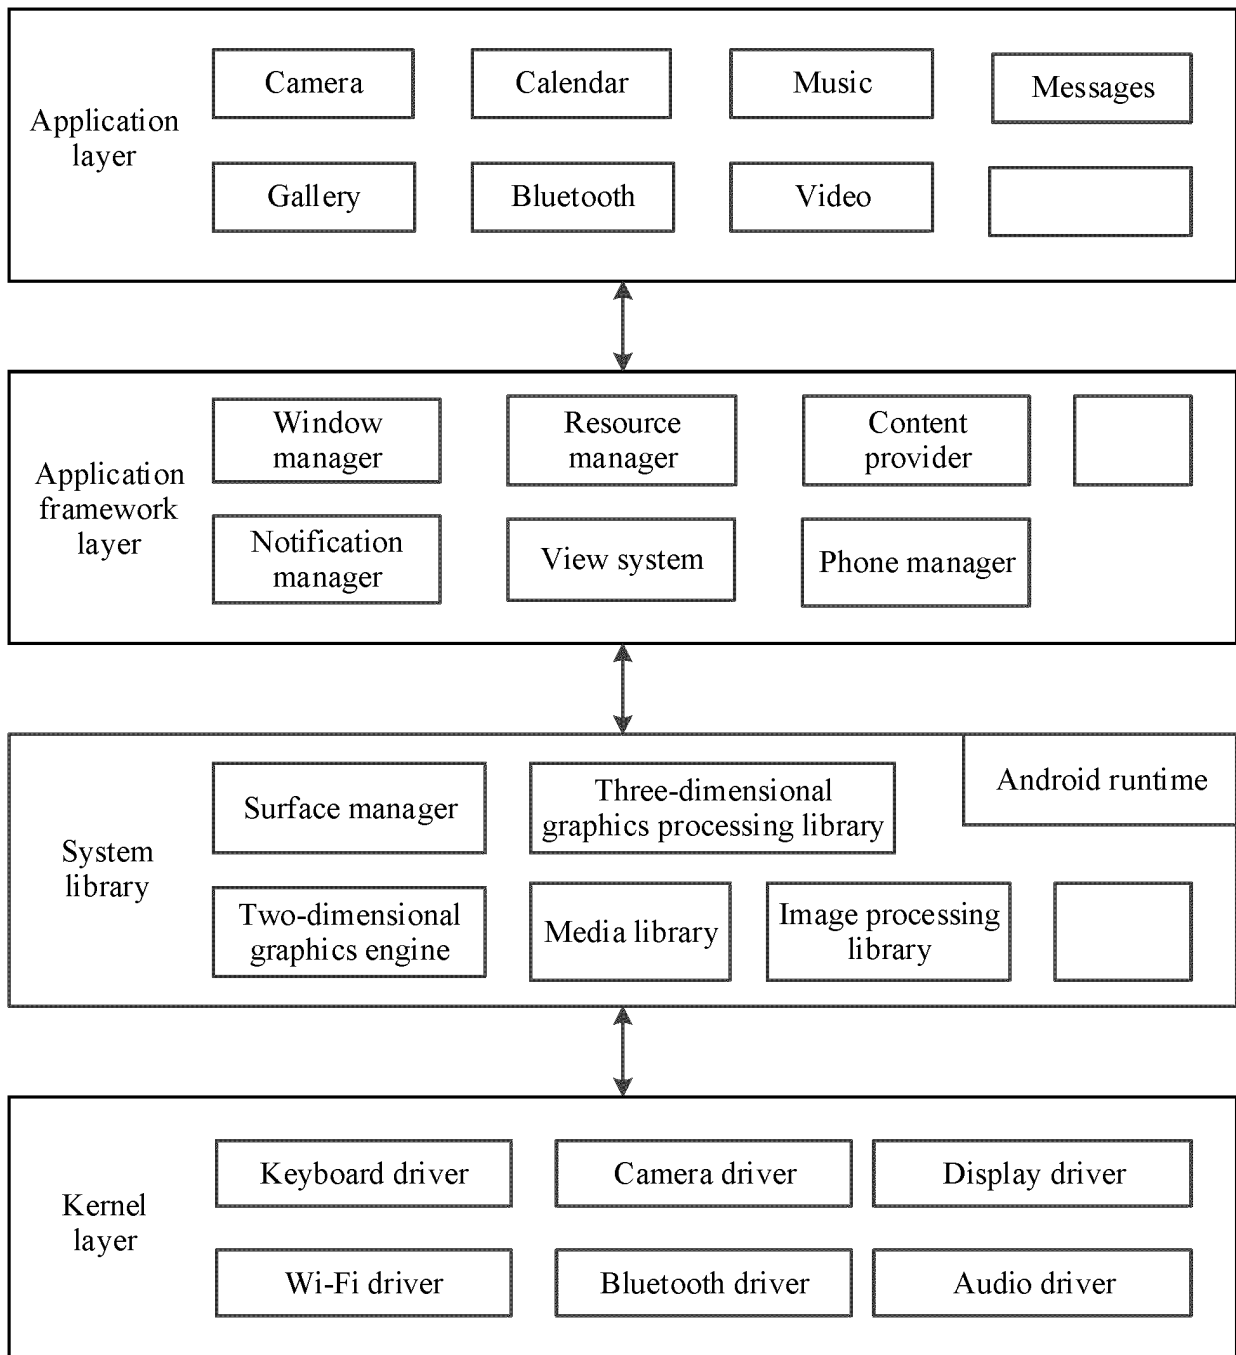 Application
layer
Camera
Calendar
Music
Messages
Gallery
Bluetooth
Video
Application
framework
layer
Window
manager
Resource
manager
Content
provider
Notification
manager
View system
Phone manager
System
library
Surface manager
Three-dimensional
graphics processing library
Android runtime
Two-dimensional
graphics engine
Media library
Image processing
library
Kernel
layer
Keyboard driver
Camera driver
Display driver
Wi-Fi driver
Bluetooth driver
Audio driver